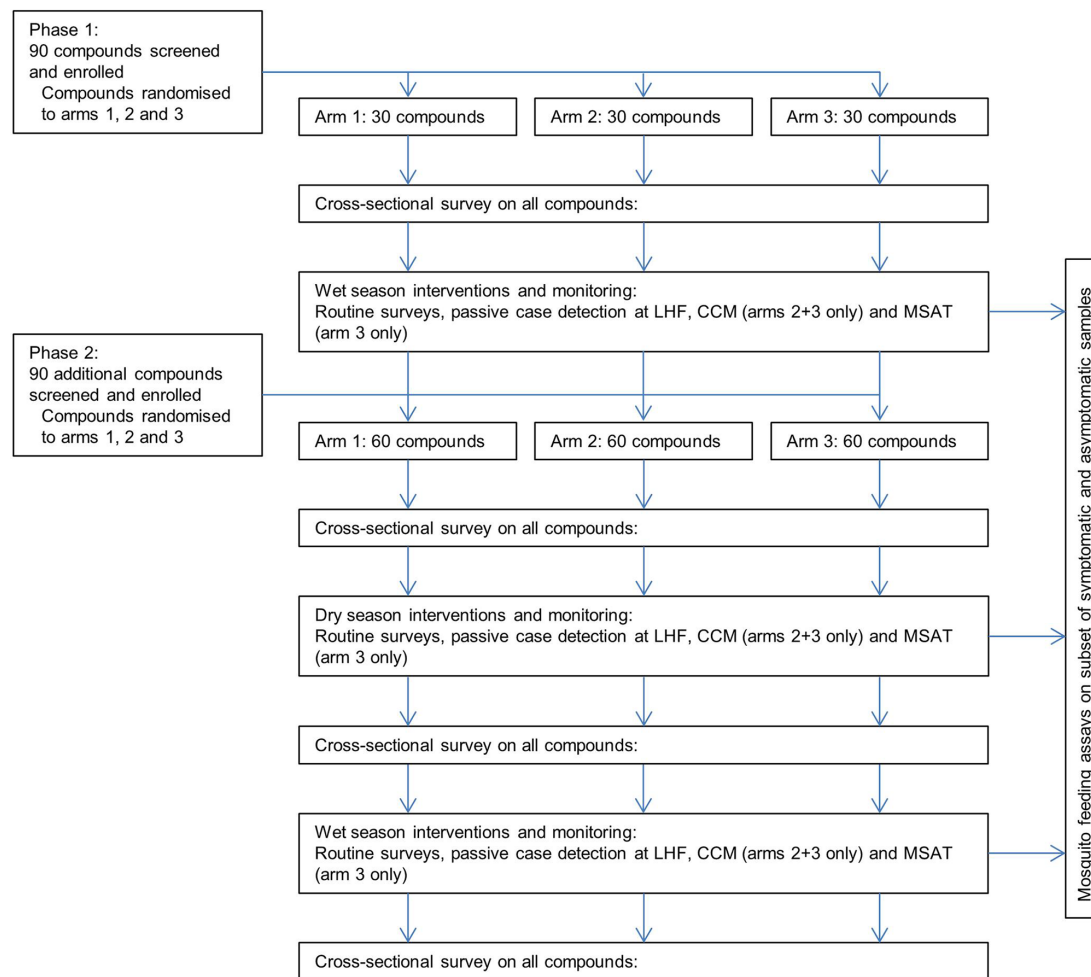 Phase 1:
90 compounds screened
and enrolled
Compounds randomised
to arms 1, 2 and 3
Arm 1: 30 compounds
Arm 2: 30 compounds
Arm 3: 30 compounds
Cross-sectional survey on all compounds:
Wet season interventions and monitoring:
Routine surveys, passive case detection at LHF, CCM (arms 2+3 only) and MSAT
(arm 3 only)
Phase 2:
90 additional compounds
screened and enrolled
Compounds randomised
to arms 1, 2 and 3
Arm 1: 60 compounds
Arm 2: 60 compounds
Arm 3: 60 compounds
Cross-sectional survey on all compounds:
Dry season interventions and monitoring:
Routine surveys, passive case detection at LHF, CCM (arms 2+3 only) and MSAT
(arm 3 only)
Cross-sectional survey on all compounds:
Wet season interventions and monitoring:
Routine surveys, passive case detection at LHF, CCM (arms 2+3 only) and MSAT
(arm 3 only)
Cross-sectional survey on all compounds:
Mosquito feeding assays on subset of symptomatic and asymptomatic samples